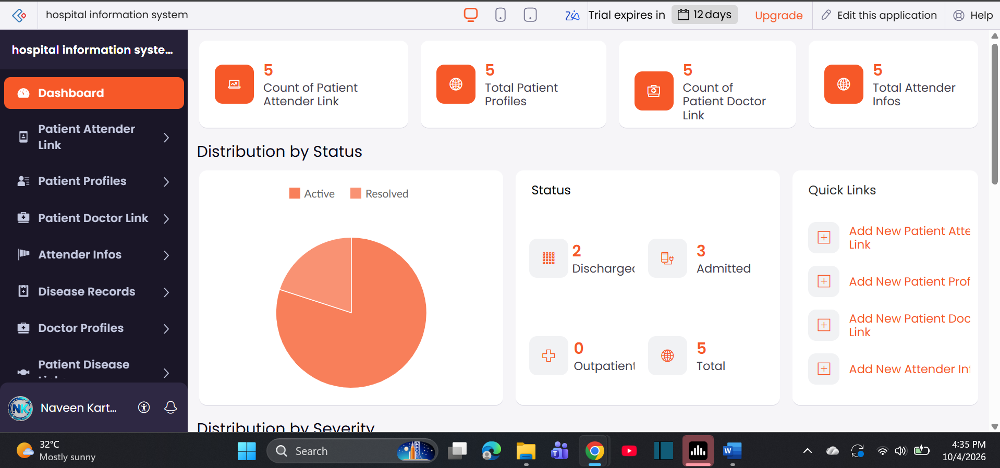 hospital information system
Trial expires in
12 days
Upgrade
Edit this application
Help
hospital information syste...
Dashboard
Patient Attender
Link
Patient Profiles
Patient Doctor Link
Attender Infos
Disease Records
Doctor Profiles
Patient Disease
Naveen Kart...
5
Count of Patient
Attender Link
5
Total Patient
Profiles
5
Count of
Patient Doctor
Link
5
Total Attender
Infos
Distribution by Status
Active
Resolved
Status
2
Discharged
3
Admitted
0
Outpatient
5
Total
Quick Links
Add New Patient Atte
Link
Add New Patient Prof
Add New Patient Doc
Link
Add New Attender Inf
Distribution by Severity
32°C
Mostly sunny
Search
4:35 PM
10/4/2026